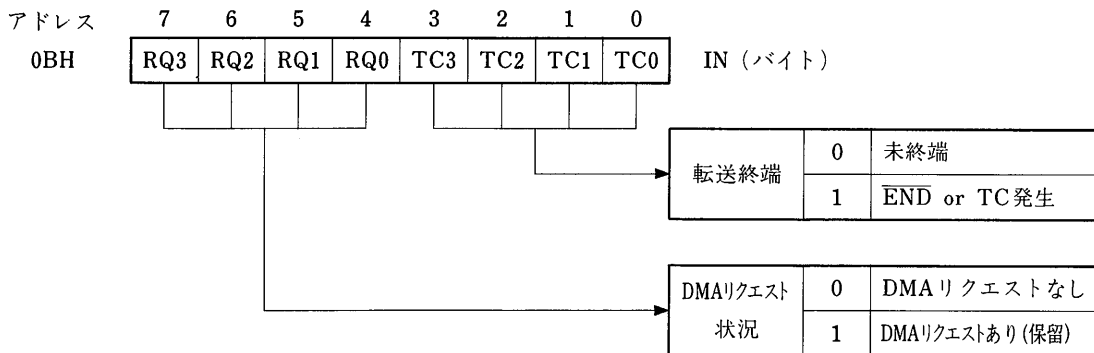 アドレス 7 6 5 4 3 2 1 0
0BH RQ3 RQ2 RQ1 RQ0 TC3 TC2 TC1 TC0 IN (バイト)
転送終端 0 未終端
1 END or TC発生
DMAリクエスト状況 0 DMAリクエストなし
1 DMAリクエストあり(保留)